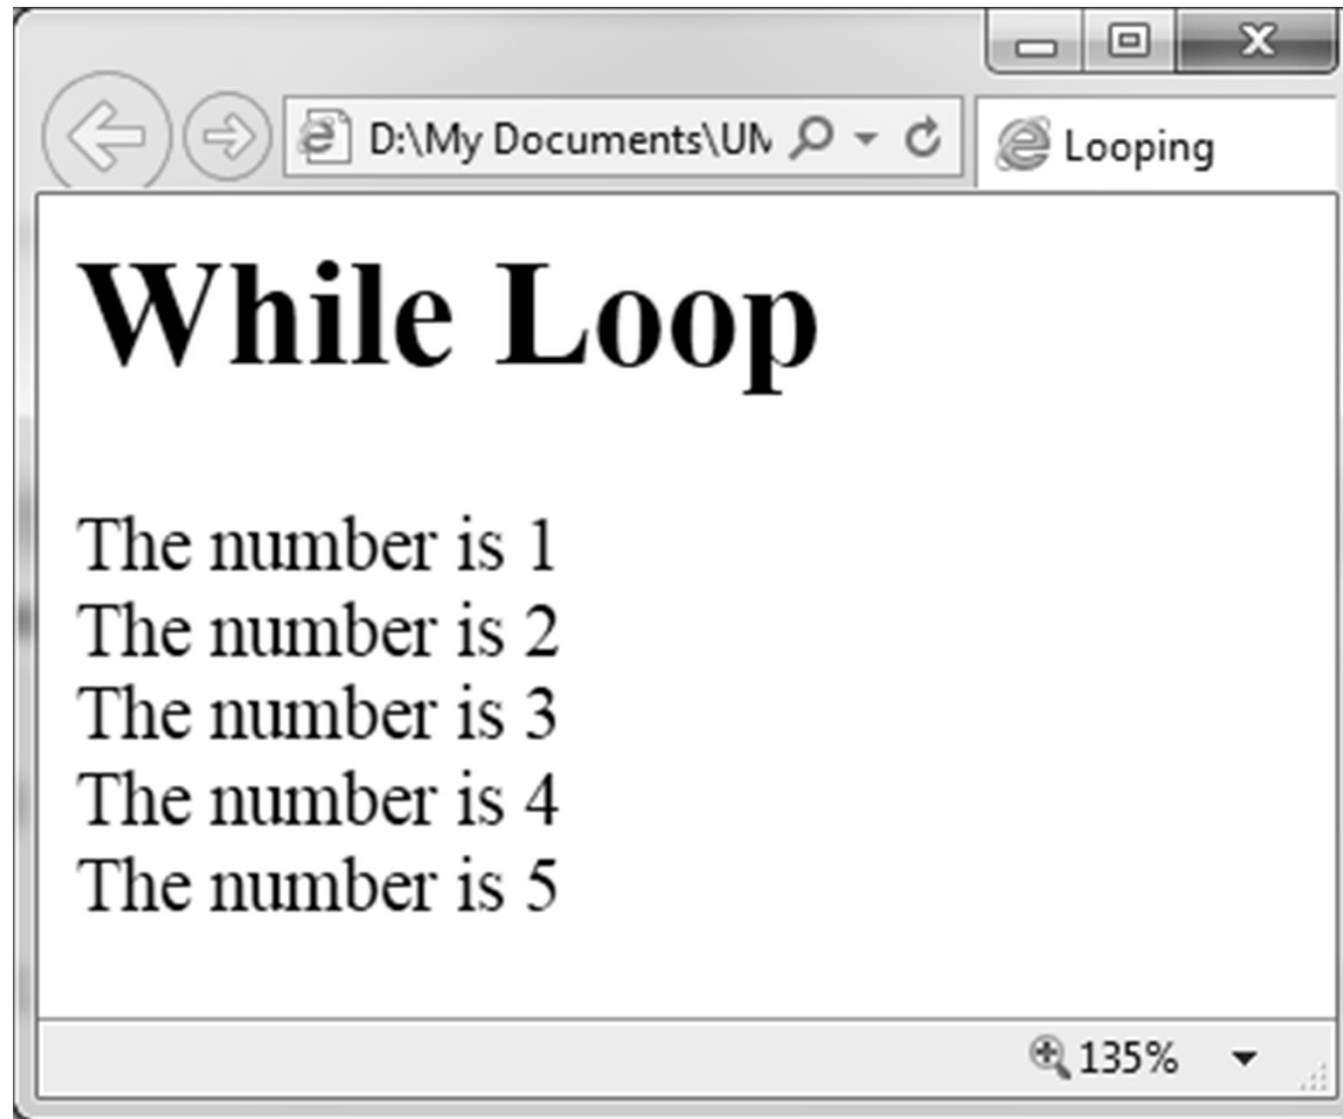 D:\My Documents\UM
Looping
While Loop
The number is 1
The number is 2
The number is 3
The number is 4
The number is 5
135%